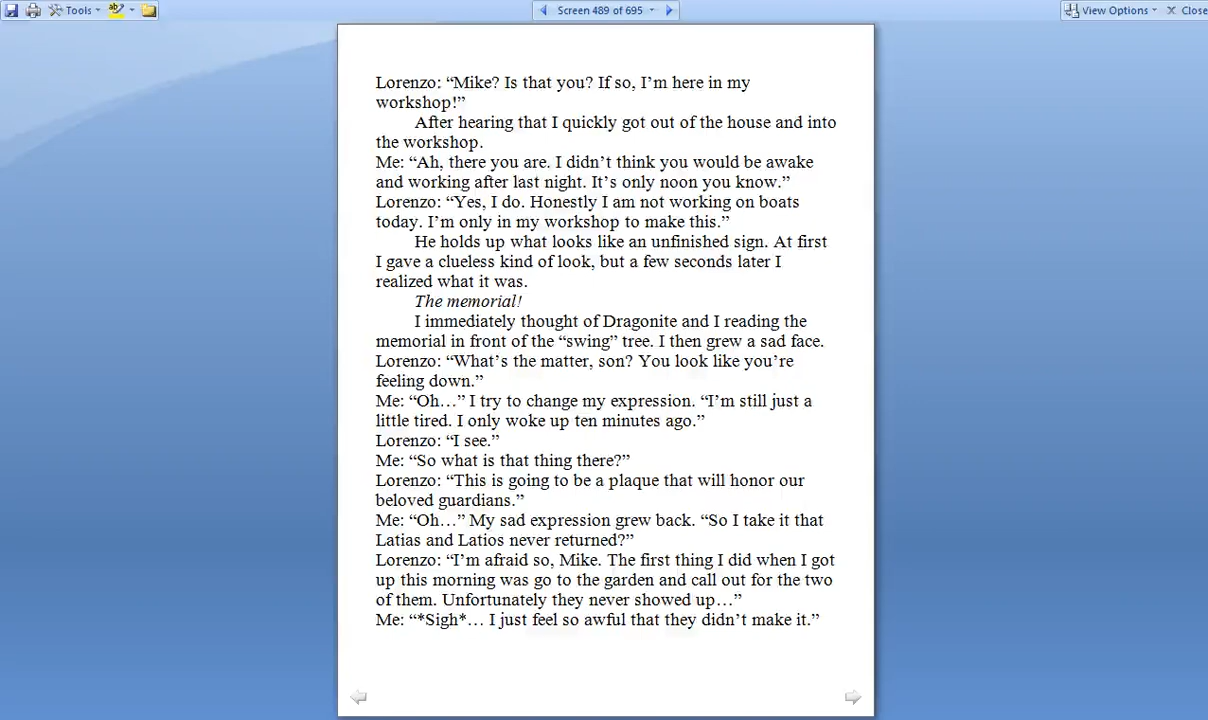 Tools
Screen 489 of 695
View Options
Close
Lorenzo: “Mike? Is that you? If so, I’m here in my
workshop!”
After hearing that I quickly got out of the house and into
the workshop.
Me: “Ah, there you are. I didn’t think you would be awake
and working after last night. It’s only noon you know.”
Lorenzo: “Yes, I do. Honestly I am not working on boats
today. I’m only in my workshop to make this.”
He holds up what looks like an unfinished sign. At first
I gave a clueless kind of look, but a few seconds later I
realized what it was.
The memorial!
I immediately thought of Dragonite and I reading the
memorial in front of the “swing” tree. I then grew a sad face.
Lorenzo: “What’s the matter, son? You look like you’re
feeling down.”
Me: “Oh…” I try to change my expression. “I’m still just a
little tired. I only woke up ten minutes ago.”
Lorenzo: “I see.”
Me: “So what is that thing there?”
Lorenzo: “This is going to be a plaque that will honor our
beloved guardians.”
Me: “Oh…” My sad expression grew back. “So I take it that
Latias and Latios never returned?”
Lorenzo: “I’m afraid so, Mike. The first thing I did when I got
up this morning was go to the garden and call out for the two
of them. Unfortunately they never showed up…”
Me: “*Sigh*… I just feel so awful that they didn’t make it.”